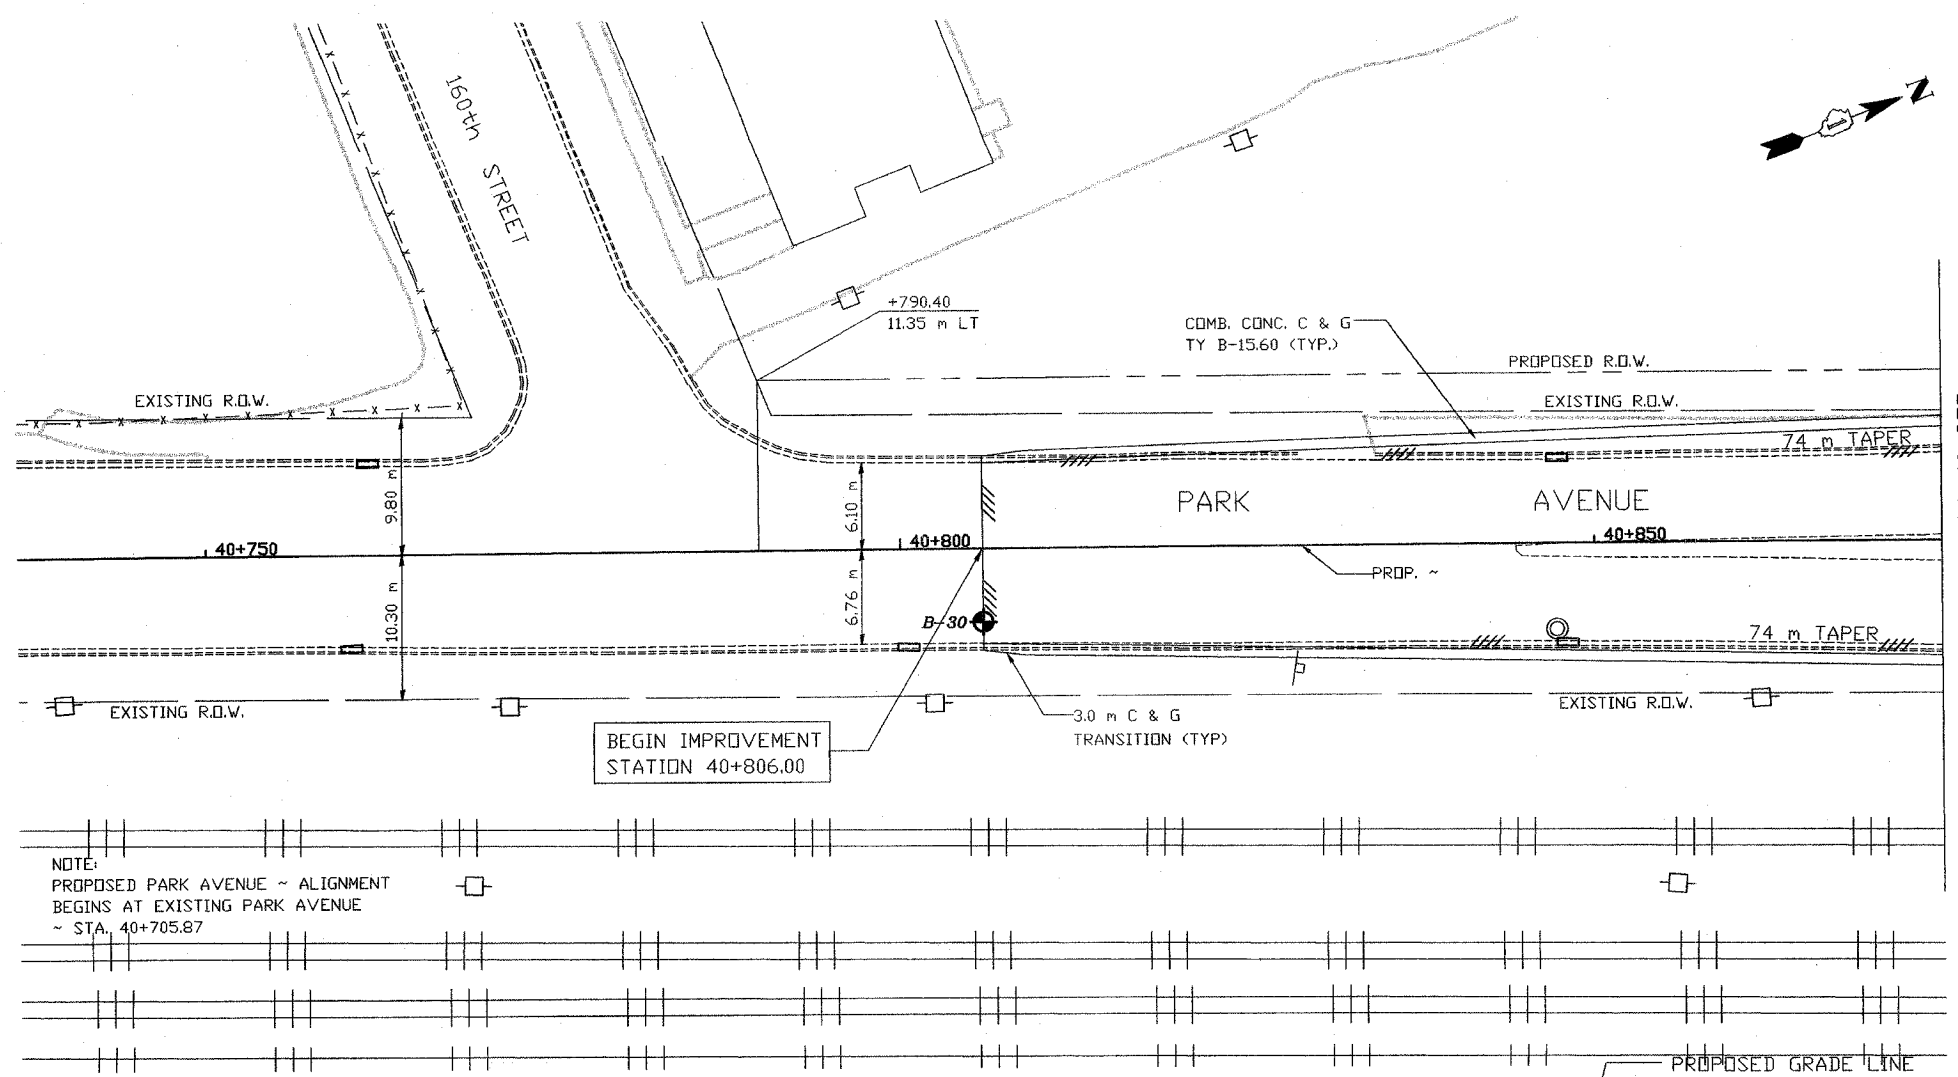 160th STREET
N
+790.40
11.35 m LT
COMB. CONC. C & G
TY B-15.60 (TYP.)
PROPOSED R.O.W.
EXISTING R.O.W.
EXISTING R.O.W.
74 m TAPER
9.80 m
6.10 m
PARK AVENUE
40+750
40+800
40+850
PROP. ~
10.30 m
6.76 m
B-30
74 m TAPER
EXISTING R.O.W.
EXISTING R.O.W.
3.0 m C & G
TRANSITION (TYP)
BEGIN IMPROVEMENT
STATION 40+806.00
NOTE:
PROPOSED PARK AVENUE ~ ALIGNMENT
BEGINS AT EXISTING PARK AVENUE
~ STA. 40+705.87
PROPOSED GRADE LINE